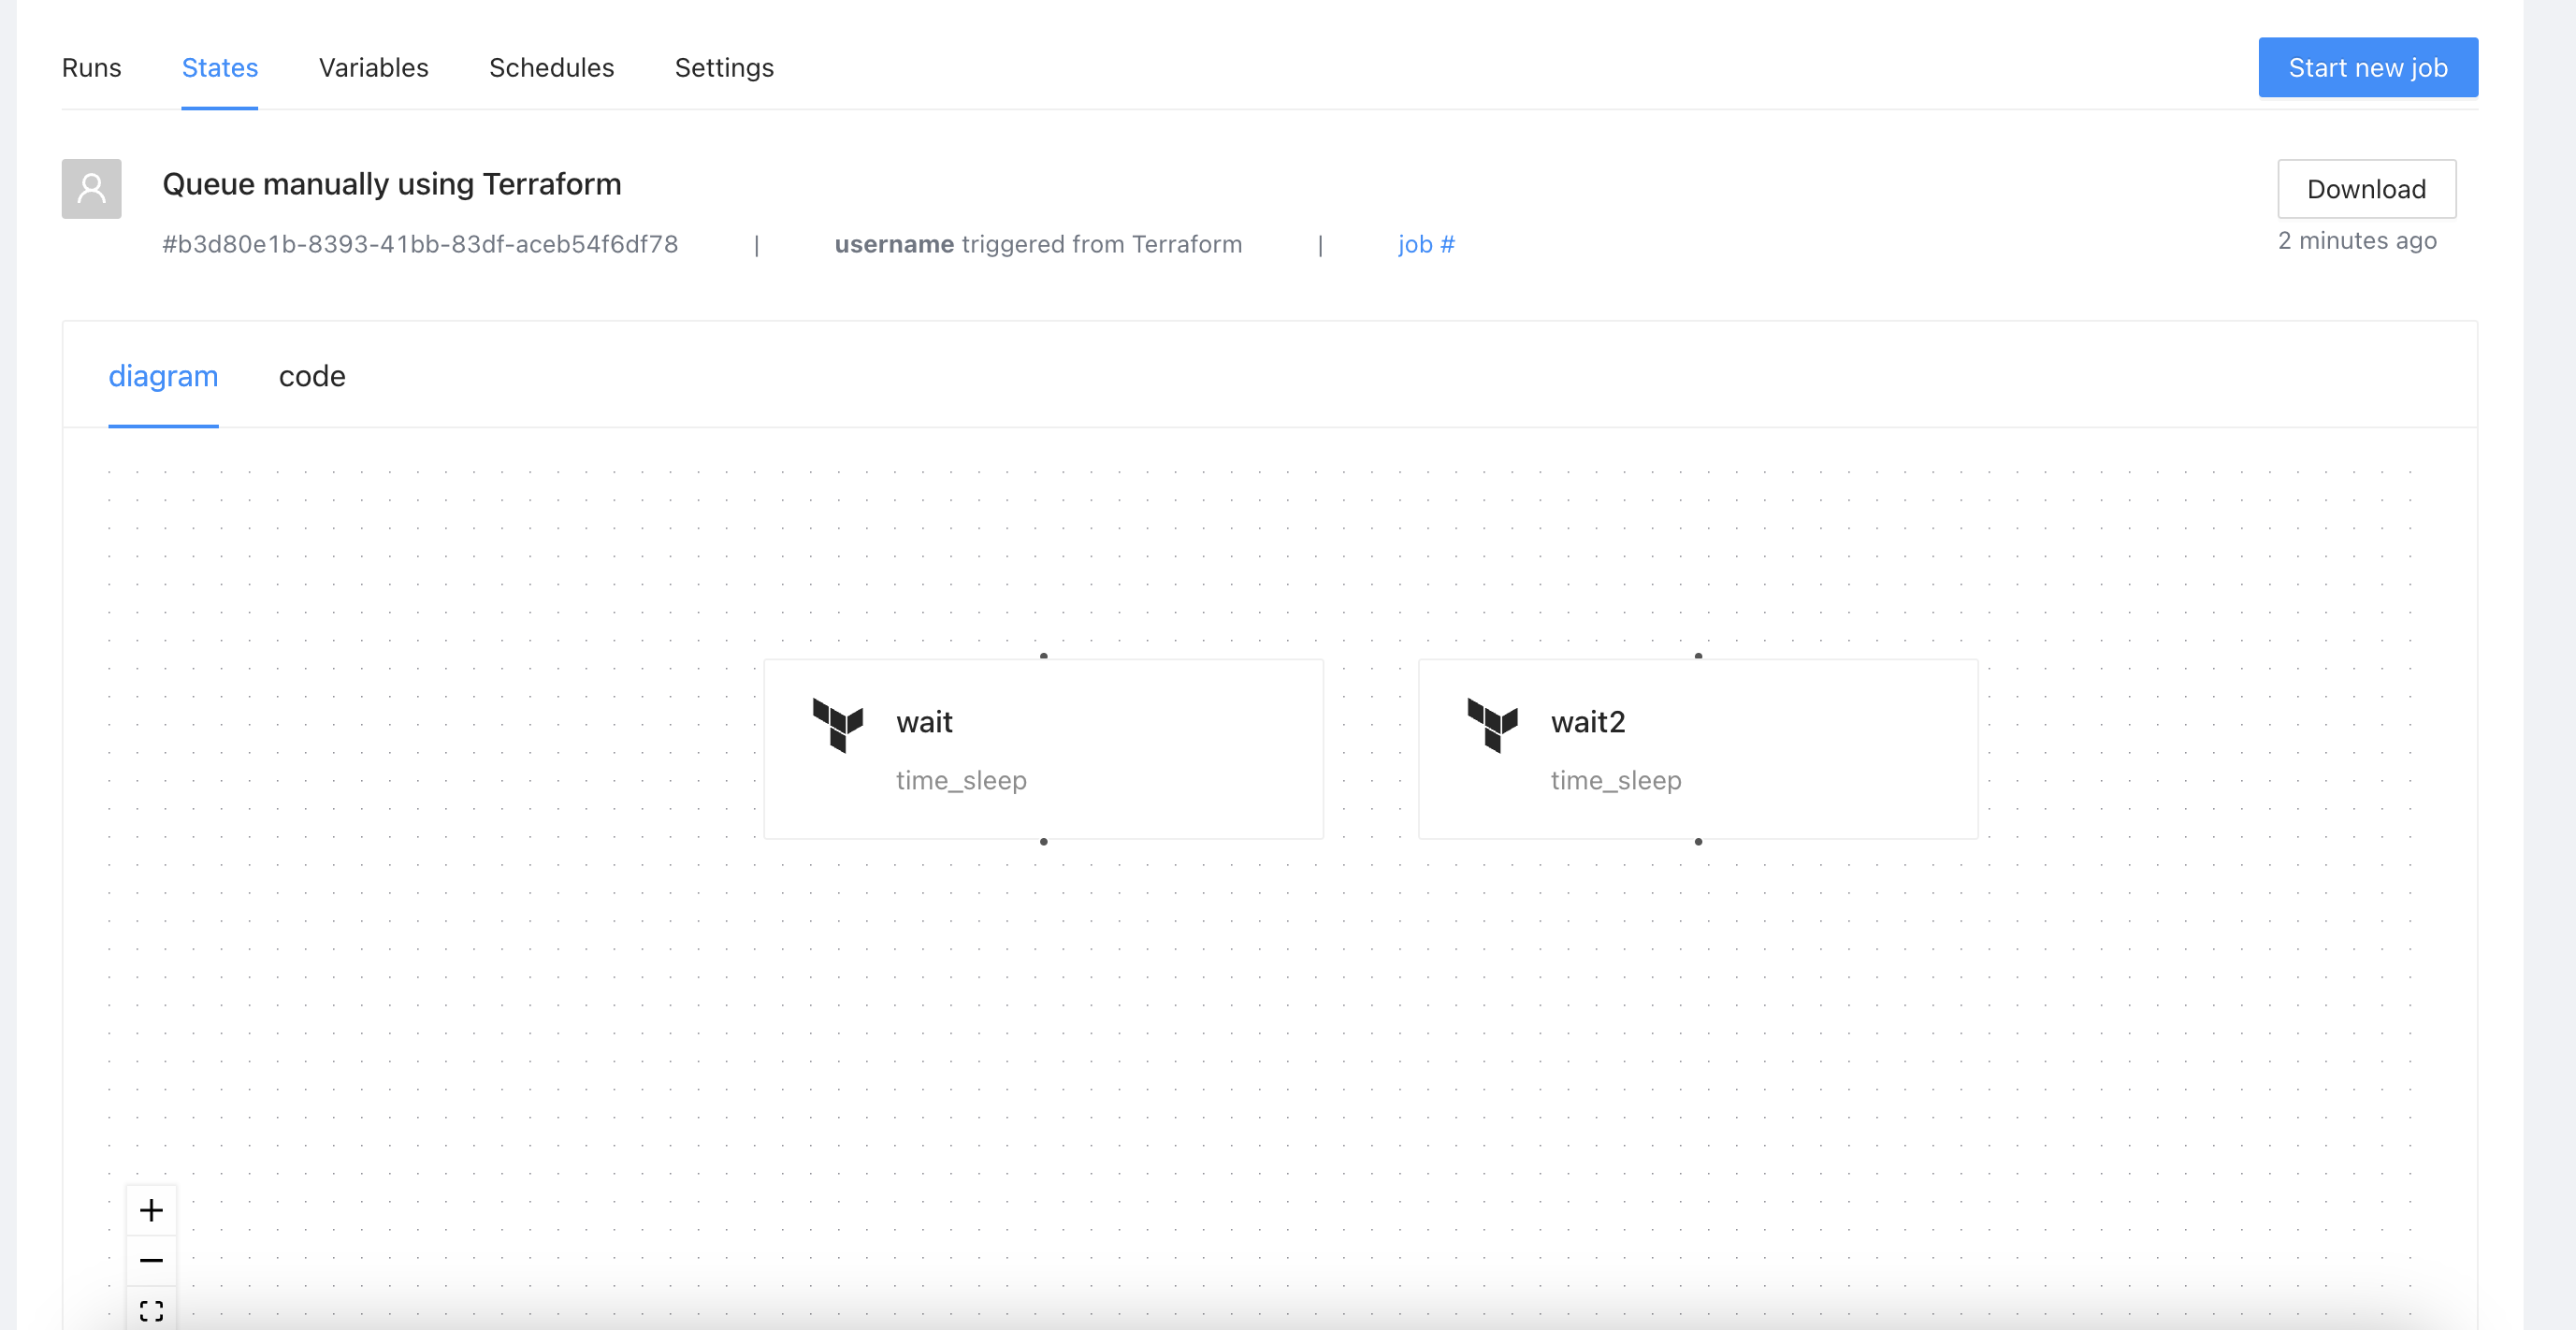 Runs States Variables Schedules Settings Start new job
Queue manually using Terraform Download
#b3d80e1b-8393-41bb-83df-aceb54f6df78 | username triggered from Terraform | job # 2 minutes ago
diagram code
wait wait2
time_sleep time_sleep